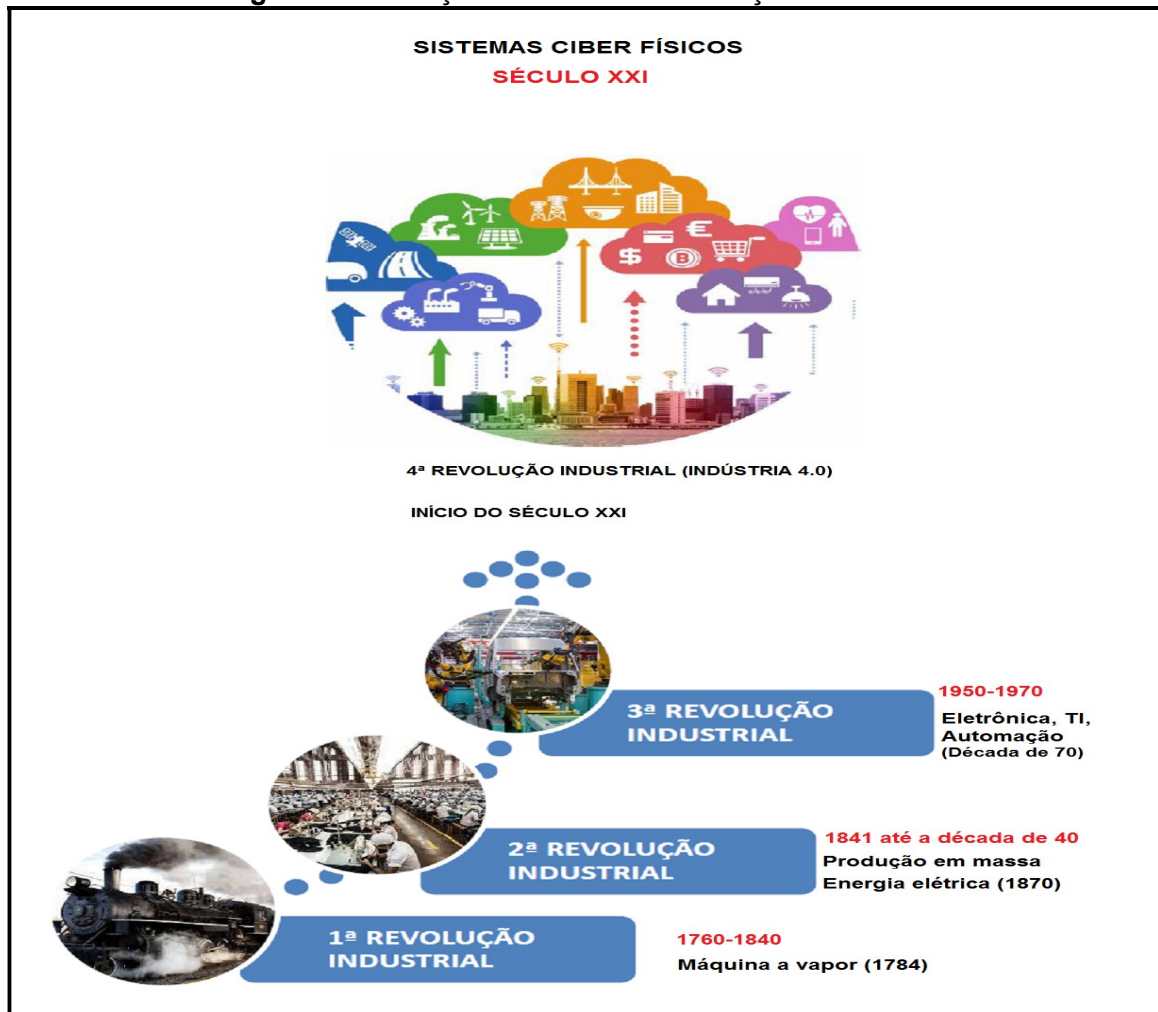 SISTEMAS CIBER FÍSICOS
SÉCULO XXI
$
€
B
4ª REVOLUÇÃO INDUSTRIAL (INDÚSTRIA 4.0)
INÍCIO DO SÉCULO XXI
3ª REVOLUÇÃO
INDUSTRIAL
1950-1970
Eletrônica, TI,
Automação
(Década de 70)
2ª REVOLUÇÃO
INDUSTRIAL
1841 até a década de 40
Produção em massa
Energia elétrica (1870)
1ª REVOLUÇÃO
INDUSTRIAL
1760-1840
Máquina a vapor (1784)